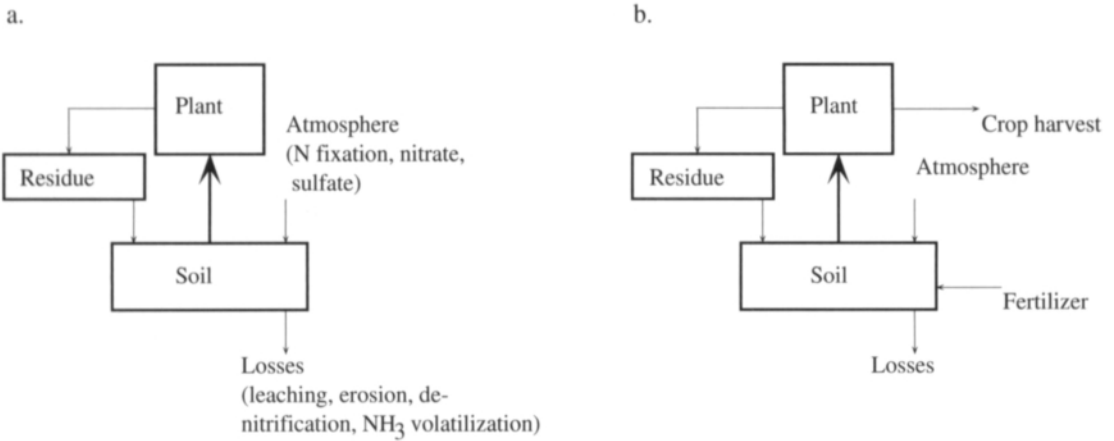 a.
Plant
Atmosphere
(N fixation, nitrate,
sulfate)
Residue
Soil
Losses
(leaching, erosion, de-
nitrification, NH3 volatilization)
b.
Plant
Crop harvest
Atmosphere
Residue
Soil
Fertilizer
Losses